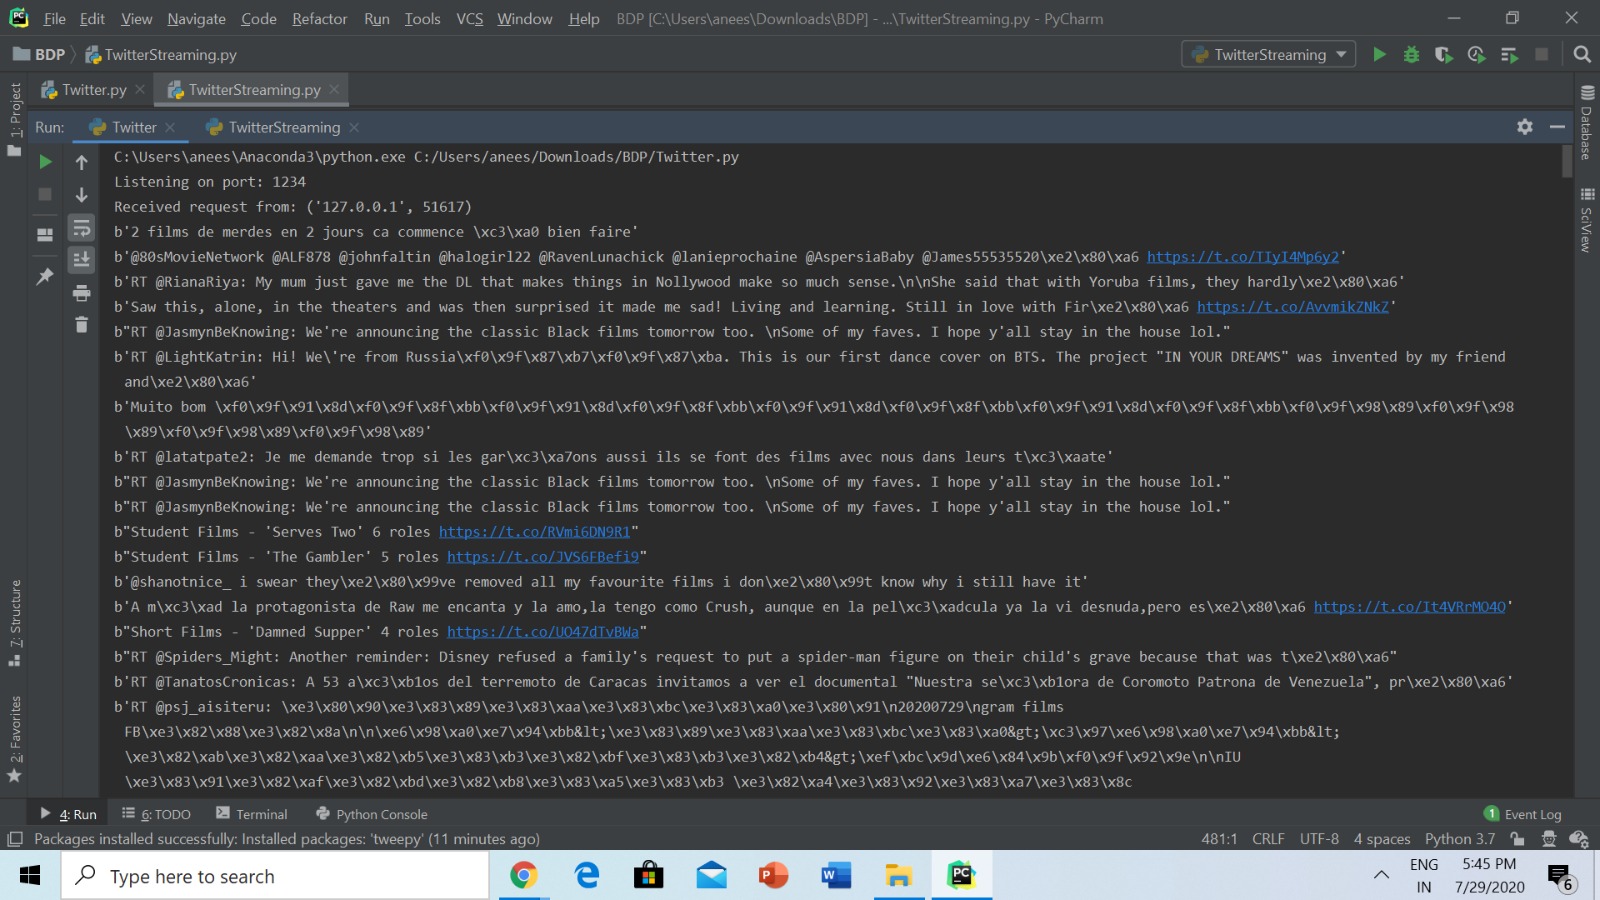 File Edit View Navigate Code Refactor Run Tools VCS Window Help BDP [C:\Users\anees\Downloads\BDP] - ...\TwitterStreaming.py - PyCharm
BDP TwitterStreaming.py TwitterStreaming
1: Project Twitter.py TwitterStreaming.py
Run: Twitter TwitterStreaming
Database
SciView
C:\Users\anees\Anaconda3\python.exe C:/Users/anees/Downloads/BDP/Twitter.py
Listening on port: 1234
Received request from: ('127.0.0.1', 51617)
b'2 films de merdes en 2 jours ca commence \xc3\xa0 bien faire'
b'@80sMovieNetwork @ALF878 @johnfaltin @halogirl22 @RavenLunachick @lanieprochaine @AspersiaBaby @James55535520\xe2\x80\xa6 https://t.co/TIyI4Mp6y2'
b'RT @RianaRiya: My mum just gave me the DL that makes things in Nollywood make so much sense.\n\nShe said that with Yoruba films, they hardly\xe2\x80\xa6'
b'Saw this, alone, in the theaters and was then surprised it made me sad! Living and learning. Still in love with Fir\xe2\x80\xa6 https://t.co/AvvmikZNkZ'
b"RT @JasmynBeKnowing: We're announcing the classic Black films tomorrow too. \nSome of my faves. I hope y'all stay in the house lol."
b'RT @LightKatrin: Hi! We\'re from Russia\xf0\x9f\x87\xb7\xf0\x9f\x87\xba. This is our first dance cover on BTS. The project "IN YOUR DREAMS" was invented by my friend
and\xe2\x80\xa6'
b'Muito bom \xf0\x9f\x91\x8d\xf0\x9f\x8f\xbb\xf0\x9f\x91\x8d\xf0\x9f\x8f\xbb\xf0\x9f\x91\x8d\xf0\x9f\x8f\xbb\xf0\x9f\x91\x8d\xf0\x9f\x8f\xbb\xf0\x9f\x98\x89\xf0\x9f\x98
\x89\xf0\x9f\x98\x89\xf0\x9f\x98\x89'
b'RT @latatpate2: Je me demande trop si les gar\xc3\xa7ons aussi ils se font des films avec nous dans leurs t\xc3\xaate'
b"RT @JasmynBeKnowing: We're announcing the classic Black films tomorrow too. \nSome of my faves. I hope y'all stay in the house lol."
b"RT @JasmynBeKnowing: We're announcing the classic Black films tomorrow too. \nSome of my faves. I hope y'all stay in the house lol."
b"Student Films - 'Serves Two' 6 roles https://t.co/RVmi6DN9R1"
b"Student Films - 'The Gambler' 5 roles https://t.co/JVS6FBefi9"
b'@shanotnice_ i swear they\xe2\x80\x99ve removed all my favourite films i don\xe2\x80\x99t know why i still have it'
b'A m\xc3\xad la protagonista de Raw me encanta y la amo,la tengo como Crush, aunque en la pel\xc3\xadcula ya la vi desnuda,pero es\xe2\x80\xa6 https://t.co/It4VRrMO4O'
b"Short Films - 'Damned Supper' 4 roles https://t.co/UO47dTvBWa"
b"RT @Spiders_Might: Another reminder: Disney refused a family's request to put a spider-man figure on their child's grave because that was t\xe2\x80\xa6"
b'RT @TanatosCronicas: A 53 a\xc3\xb1os del terremoto de Caracas invitamos a ver el documental "Nuestra se\xc3\xb1ora de Coromoto Patrona de Venezuela", pr\xe2\x80\xa6'
b'RT @psj_aisiteru: \xe3\x80\x90\xe3\x83\x89\xe3\x83\xaa\xe3\x83\xbc\xe3\x83\xa0\xe3\x80\x91\n20200729\ngram films
FB\xe3\x82\x88\xe3\x82\x8a\n\n\xe6\x98\xa0\xe7\x94\xbb&lt;\xe3\x83\x89\xe3\x83\xaa\xe3\x83\xbc\xe3\x83\xa0&gt;\xc3\x97\xe6\x98\xa0\xe7\x94\xbb&lt;
\xe3\x82\xab\xe3\x82\xaa\xe3\x82\xb5\xe3\x83\xb3\xe3\x82\xbf\xe3\x83\xb3\xe3\x82\xb4&gt;\xef\xbc\x9d\xe6\x84\x9b\xf0\x9f\x92\x9e\n\nIU
\xe3\x83\x91\xe3\x82\xaf\xe3\x82\xbd\xe3\x82\xb8\xe3\x83\xa5\xe3\x83\xb3 \xe3\x82\xa4\xe3\x83\x92\xe3\x83\xa7\xe3\x83\x8c
7: Structure
2: Favorites
4: Run 6: TODO Terminal Python Console 1 Event Log
Packages installed successfully: Installed packages: 'tweepy' (11 minutes ago) 481:1 CRLF UTF-8 4 spaces Python 3.7
Type here to search ENG 5:45 PM
IN 7/29/2020 6